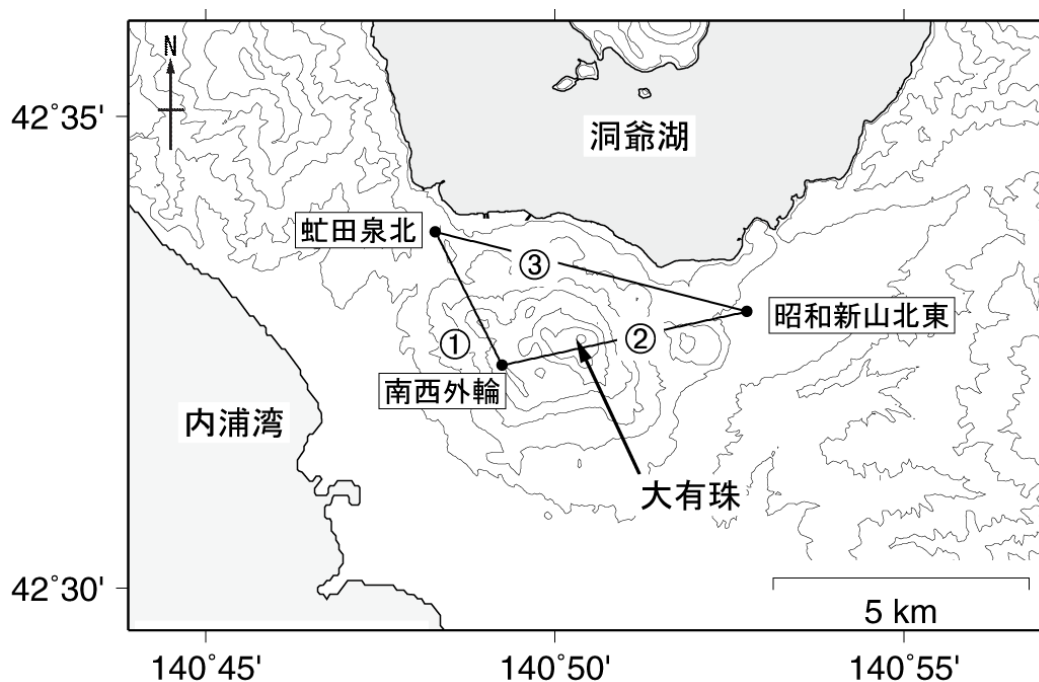 N
42°35'
洞爺湖
虻田泉北
③
昭和新山北東
①
②
南西外輪
内浦湾
大有珠
42°30'
5 km
140°45'
140°50'
140°55'